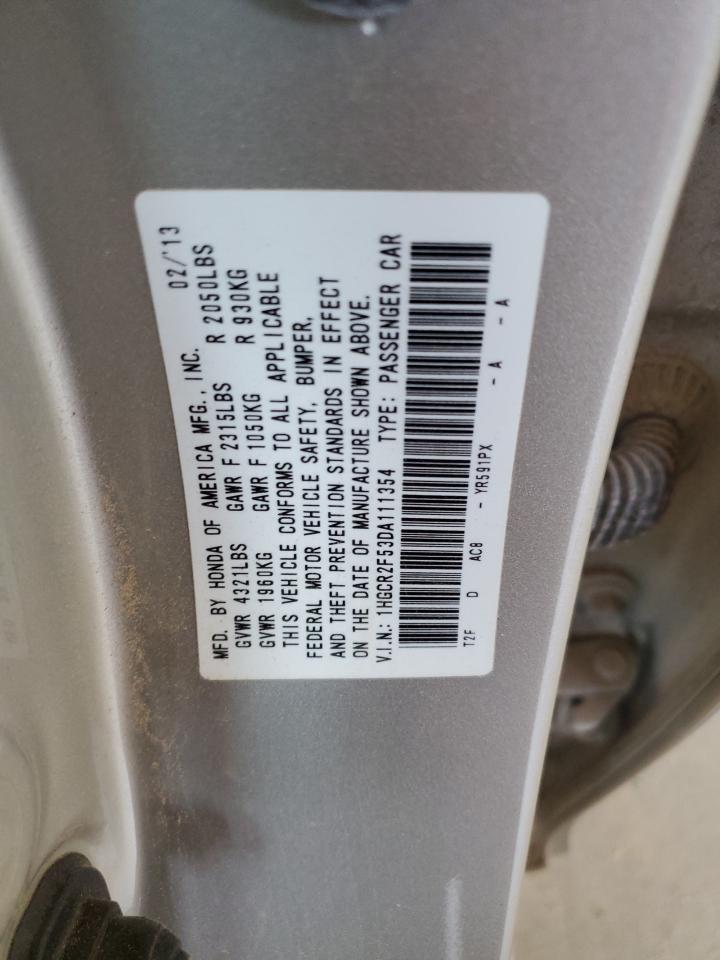 MFD. BY HONDA OF AMERICA MFG., INC. 02/'13
GVWR 4321LBS GAWR F 2315LBS R 2050LBS
GVWR 1960KG GAWR F 1050KG R 930KG
THIS VEHICLE CONFORMS TO ALL APPLICABLE
FEDERAL MOTOR VEHICLE SAFETY, BUMPER,
AND THEFT PREVENTION STANDARDS IN EFFECT
ON THE DATE OF MANUFACTURE SHOWN ABOVE.
V.I.N.: 1HGCR2F53DA111354 TYPE: PASSENGER CAR
T2F D AC8 - YR591PX - A - A